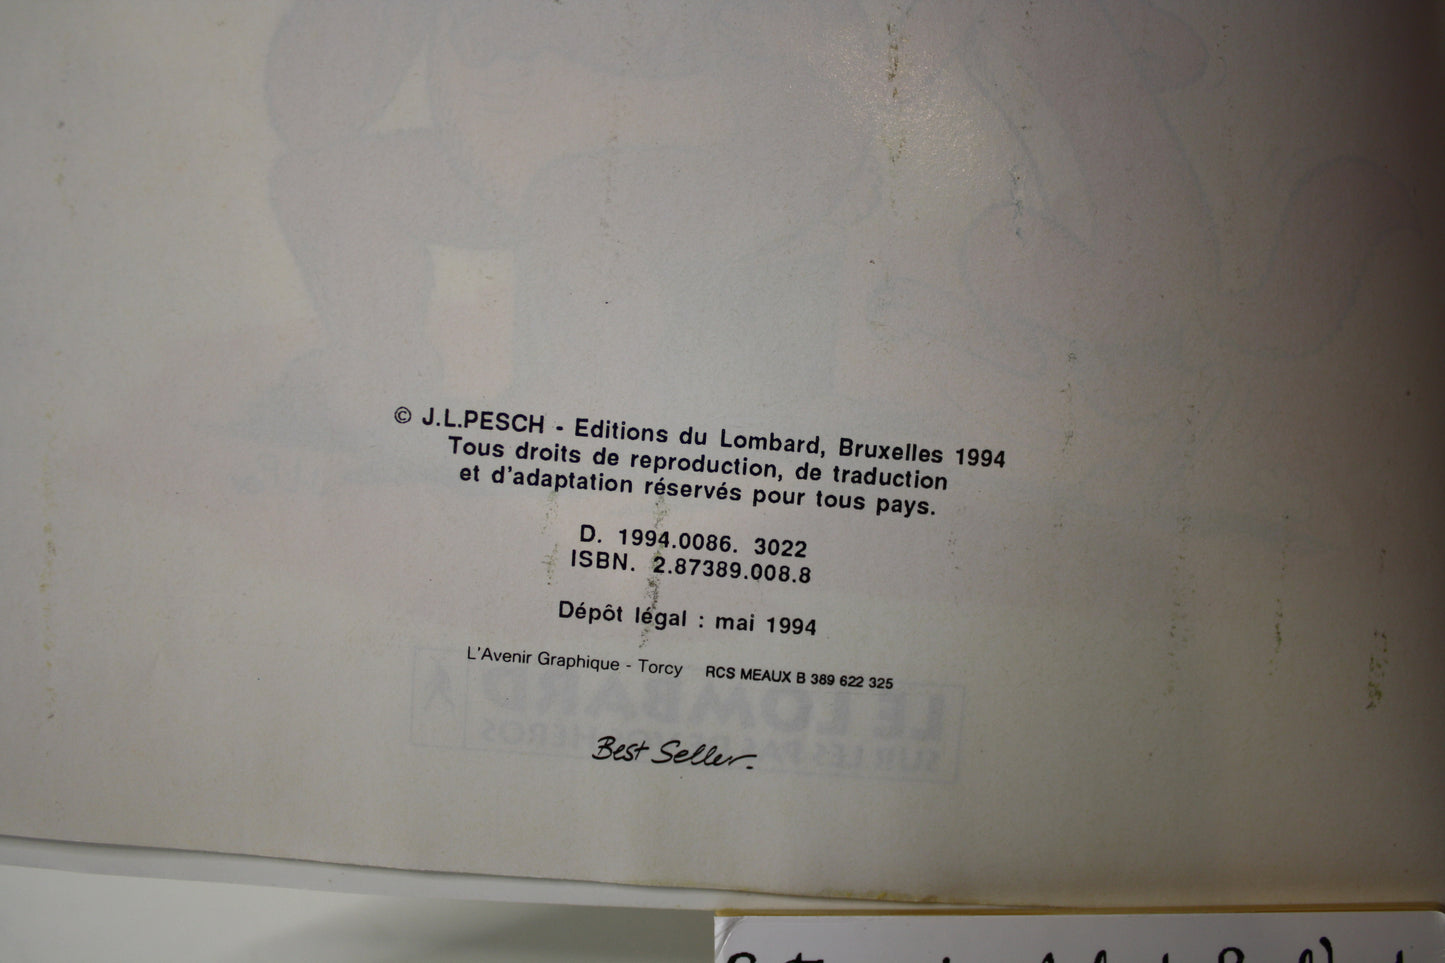 © J.L.PESCH - Editions du Lombard, Bruxelles 1994
Tous droits de reproduction, de traduction
et d'adaptation réservés pour tous pays.
D. 1994.0086. 3022
ISBN. 2.87389.008.8
Dépôt légal : mai 1994
L'Avenir Graphique - Torcy RCS MEAUX B 389 622 325
LE LOMBARD
Best Seller.